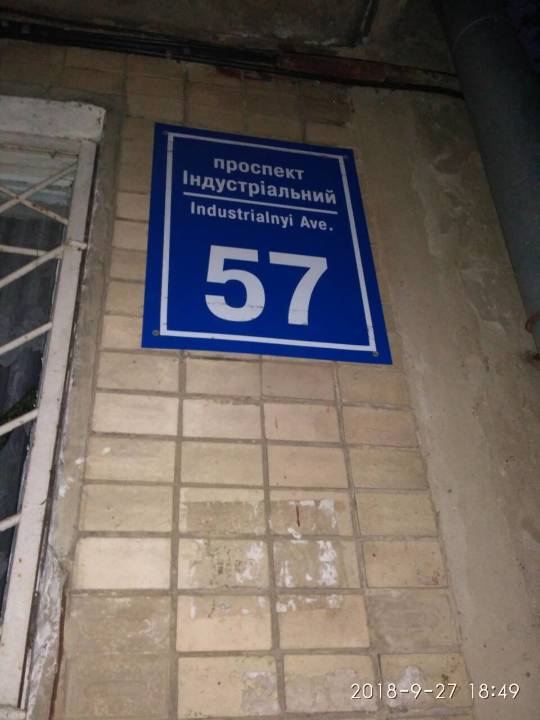 проспект
Індустріальний
Industrialnyi Ave.
57
2018-9-27 18:49